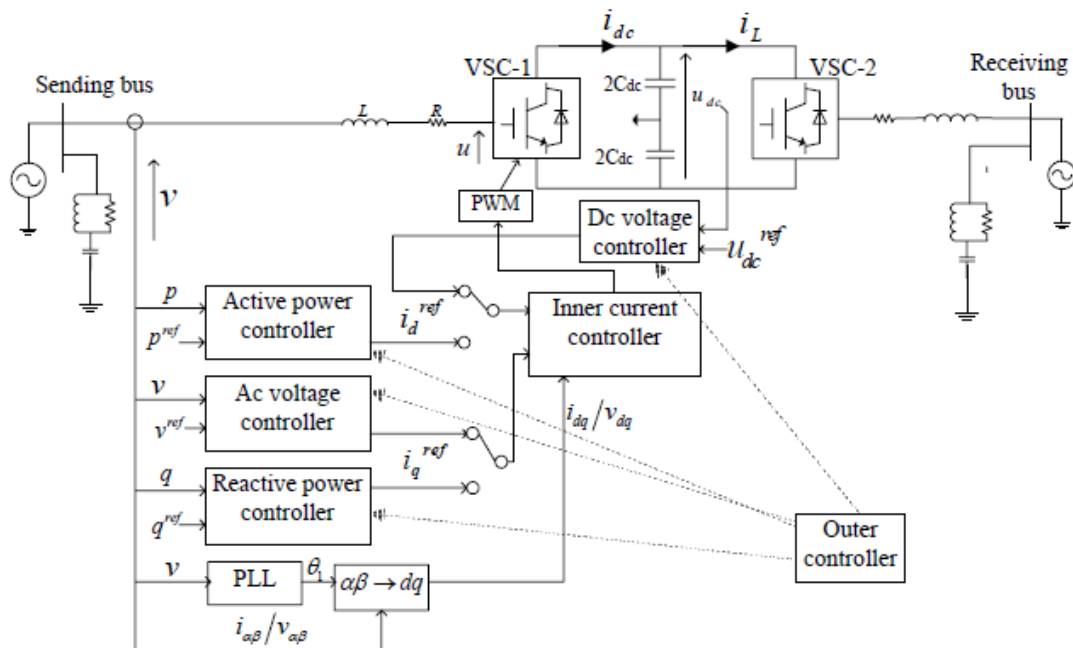 i_dc
i_L
VSC-1
VSC-2
Receiving
bus
Sending bus
2Cdc
u_dc
L
R
u
2Cdc
v
PWM
Dc voltage
controller
u_dc^ref
p
Active power
controller
i_d^ref
Inner current
controller
p^ref
v
Ac voltage
controller
i_dq/v_dq
v^ref
i_q^ref
q
Reactive power
controller
q^ref
Outer
controller
v
PLL
θ_1
αβ → dq
i_αβ/v_αβ